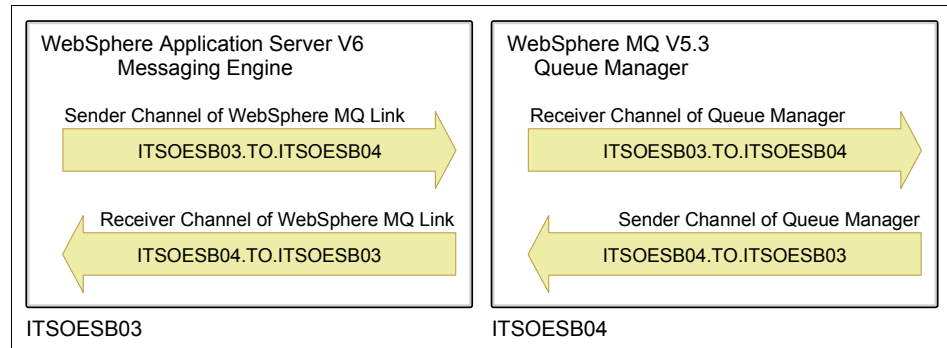 WebSphere Application Server V6
Messaging Engine
Sender Channel of WebSphere MQ Link
ITSOESB03.TO.ITSOESB04
Receiver Channel of WebSphere MQ Link
ITSOESB04.TO.ITSOESB03
ITSOESB03
WebSphere MQ V5.3
Queue Manager
Receiver Channel of Queue Manager
ITSOESB03.TO.ITSOESB04
Sender Channel of Queue Manager
ITSOESB04.TO.ITSOESB03
ITSOESB04